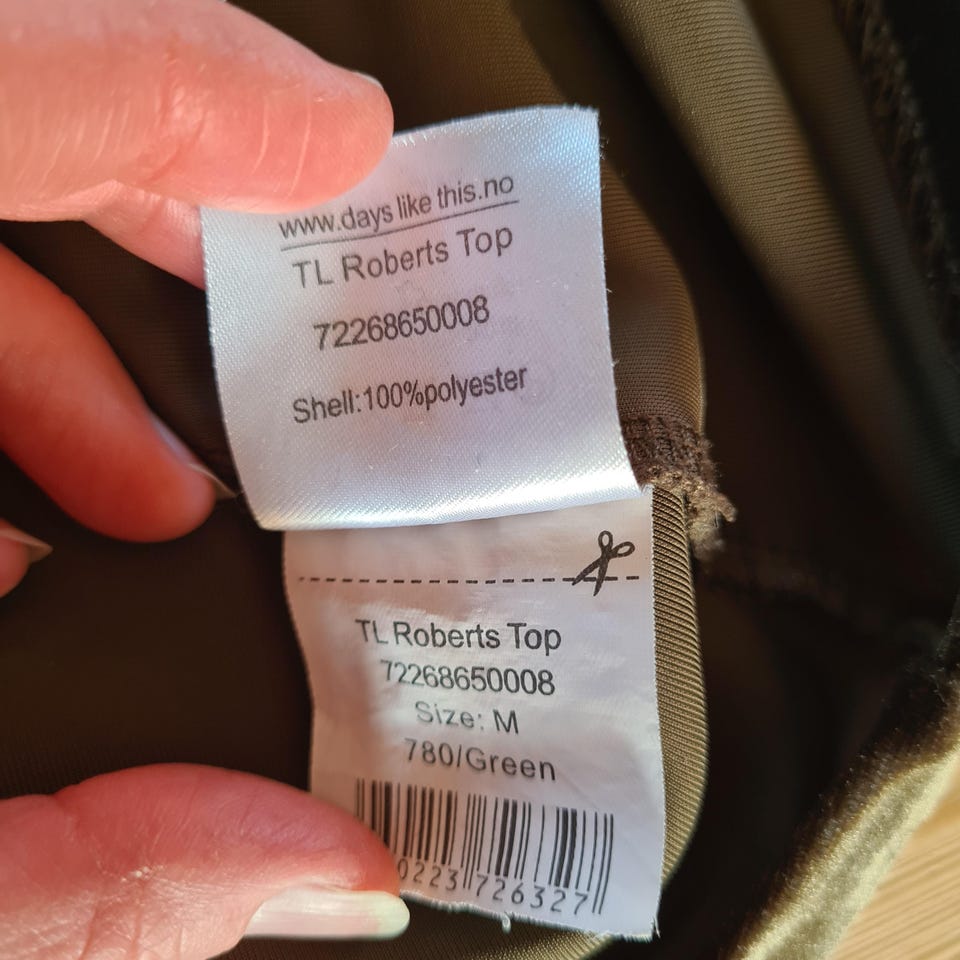 www.days like this.no
TL Roberts Top
72268650008
Shell:100%polyester
TL Roberts Top
72268650008
Size: M
780/Green
0223 726327